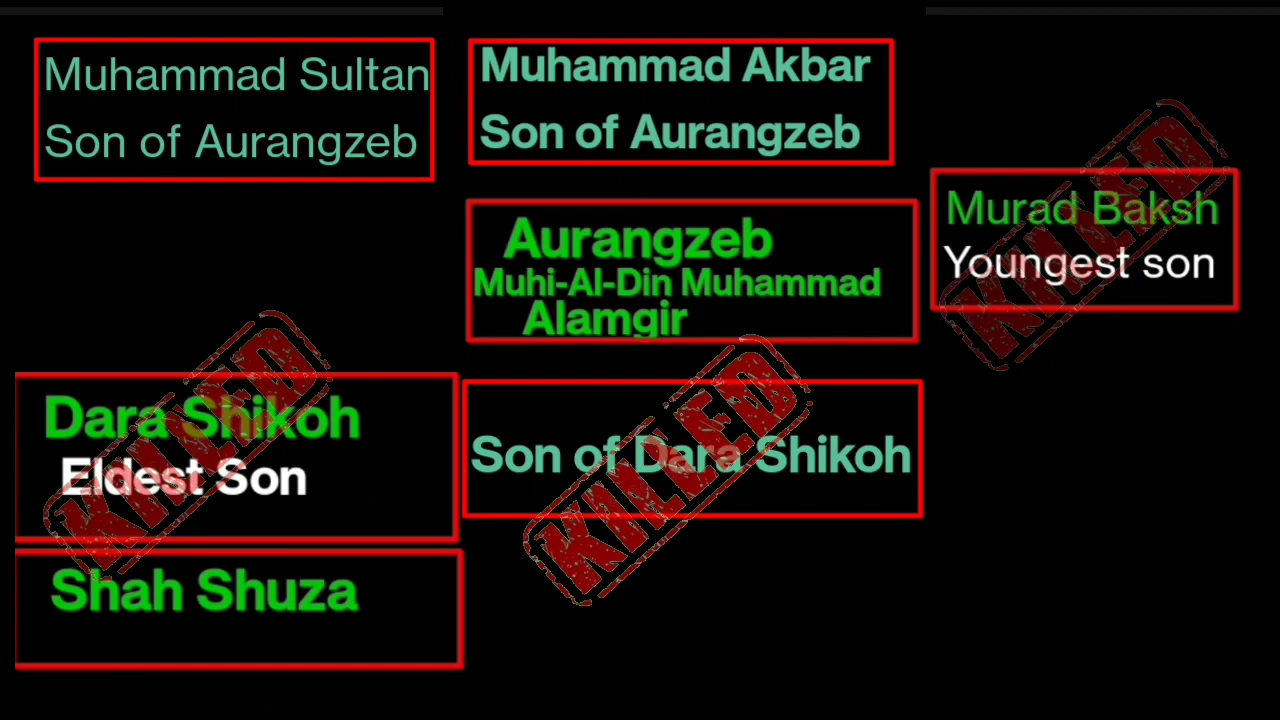 Muhammad Sultan
Son of Aurangzeb
Muhammad Akbar
Son of Aurangzeb
Aurangzeb
Muhi-Al-Din Muhammad
Alamgir
Murad Baksh
Youngest son
KILLED
Dara Shikoh
Eldest Son
KILLED
Son of Dara Shikoh
KILLED
Shah Shuza